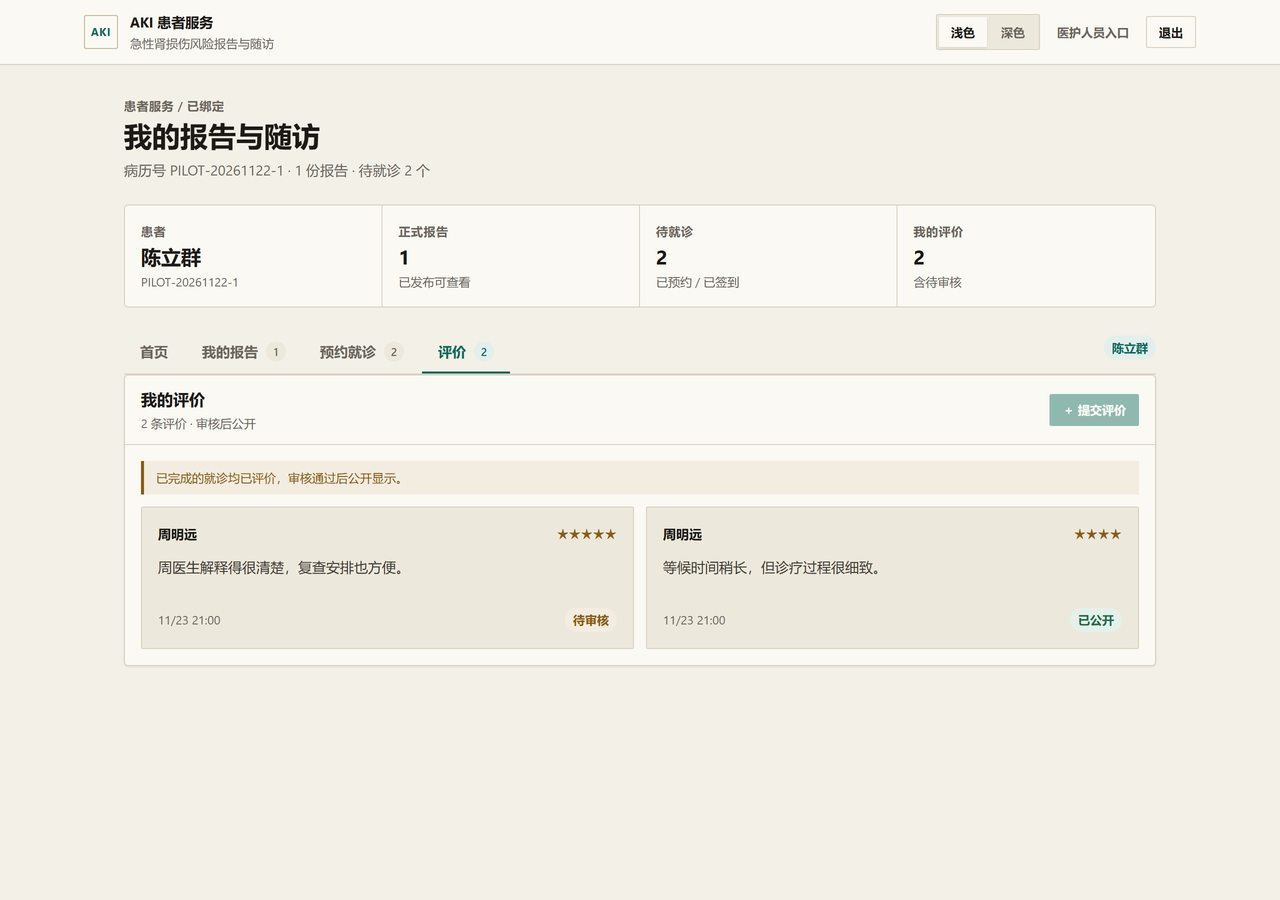 AKI
AKI 患者服务
急性肾损伤风险报告与随访
浅色
深色
医护人员入口
退出
患者服务 / 已绑定
我的报告与随访
病历号 PILOT-20261122-1 · 1 份报告 · 待就诊 2 个
患者
陈立群
PILOT-20261122-1
正式报告
1
已发布可查看
待就诊
2
已预约 / 已签到
我的评价
2
含待审核
首页
我的报告 1
预约就诊 2
评价 2
陈立群
我的评价
2 条评价 · 审核后公开
+ 提交评价
已完成的就诊均已评价，审核通过后公开显示。
周明远 ★★★★★
周医生解释得很清楚，复查安排也方便。
11/23 21:00 待审核
周明远 ★★★★
等候时间稍长，但诊疗过程很细致。
11/23 21:00 已公开